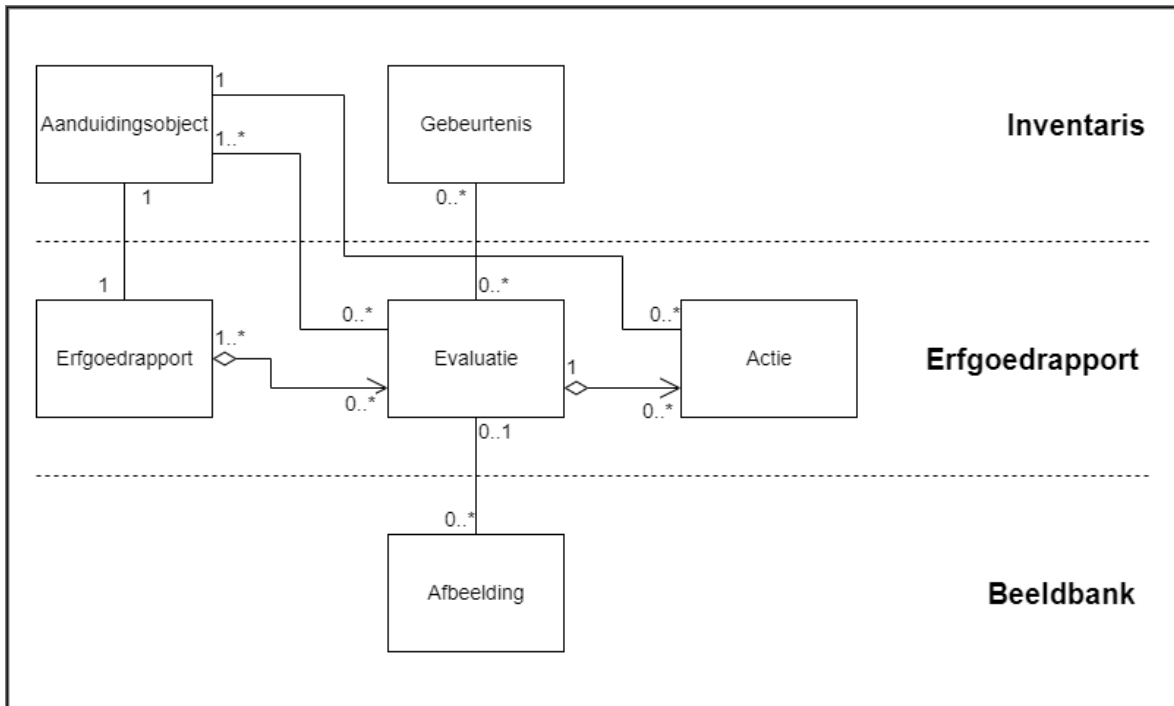 Aanduidingsobject
1
1..*
1
Gebeurtenis
0..*
Inventaris
1
Erfgoedrapport
1..*
0..*
0..*
0..*
Evaluatie
1
0..1
0..*
0..*
Actie
Erfgoedrapport
0..*
Afbeelding
Beeldbank